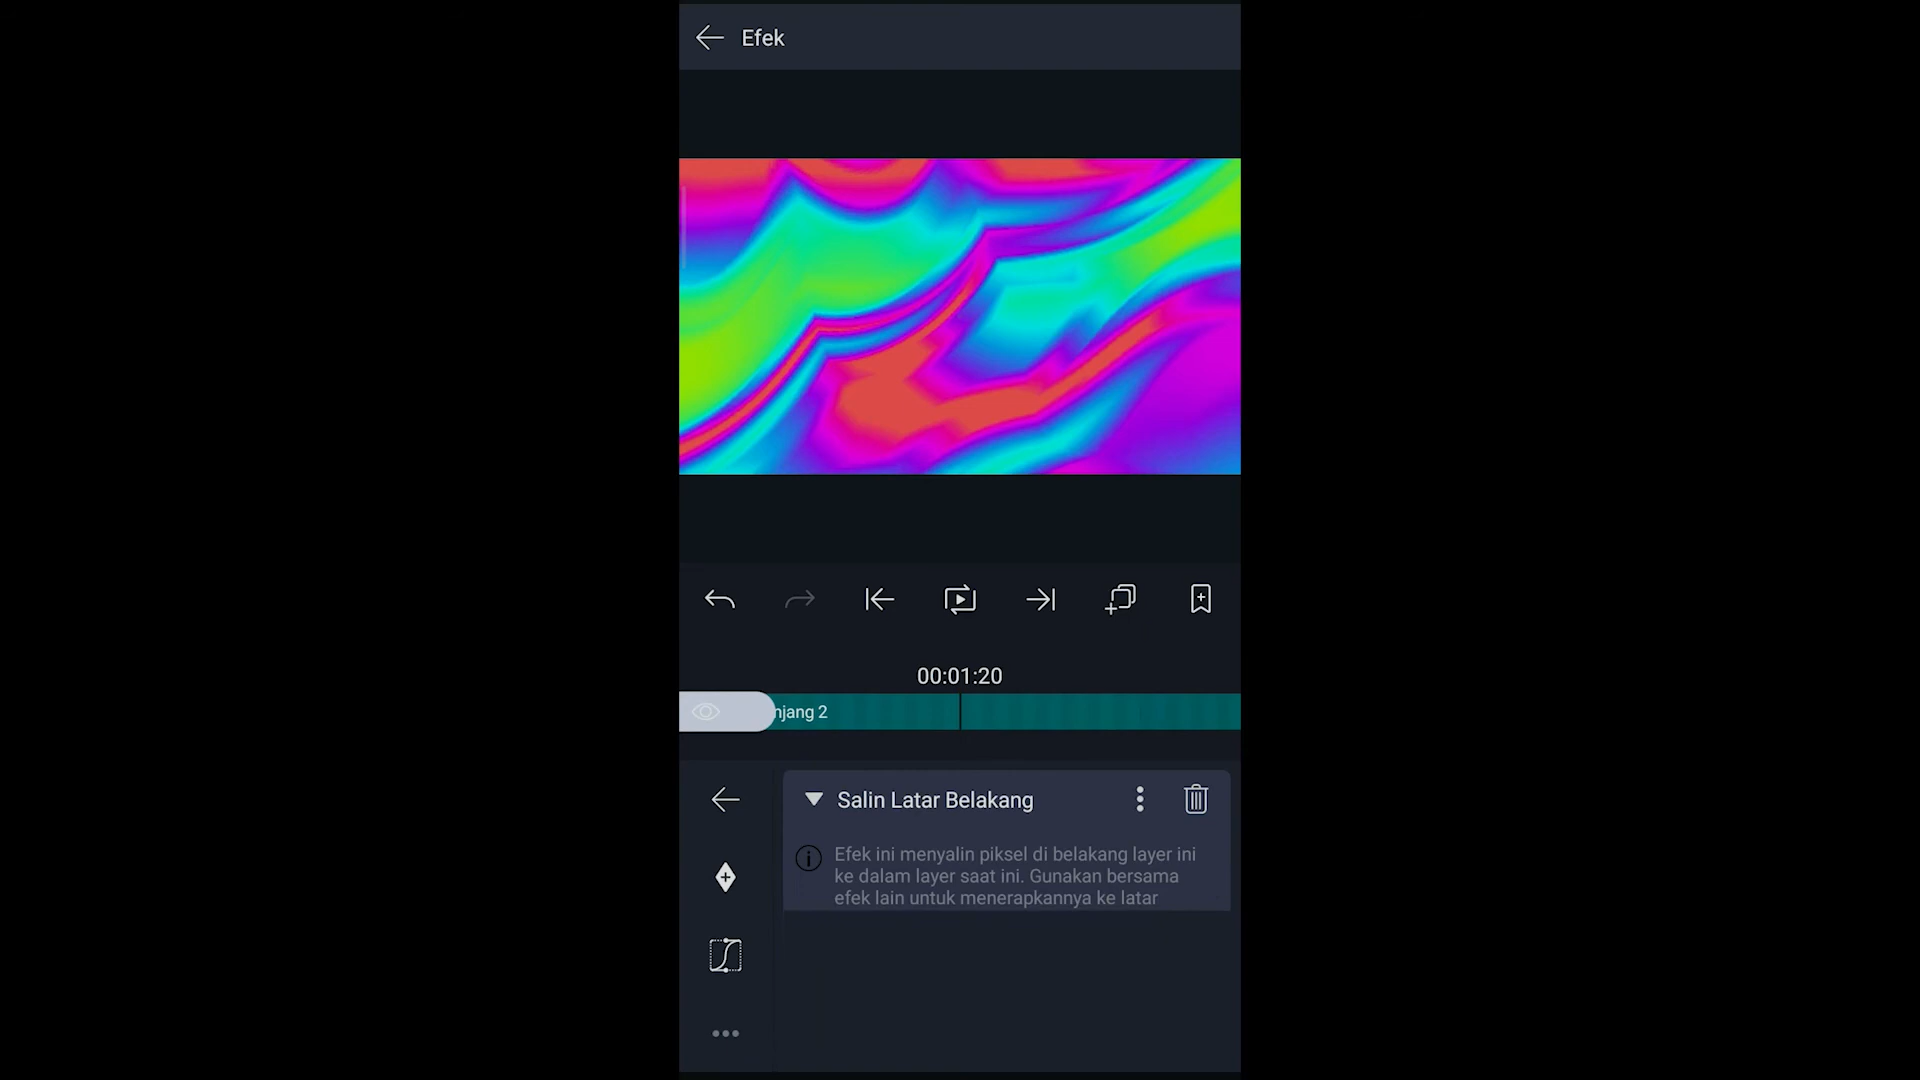 Efek
00:01:20
njang 2
Salin Latar Belakang
Efek ini menyalin piksel di belakang layer ini
ke dalam layer saat ini. Gunakan bersama
efek lain untuk menerapkannya ke latar